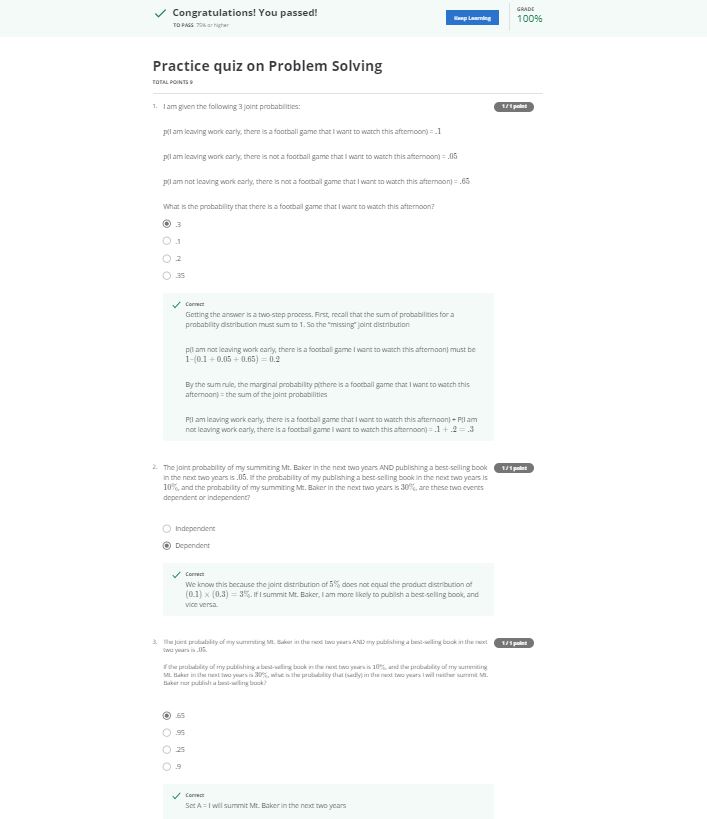 Congratulations! You passed!
TO PASS 75% or higher
Keep Learning
GRADE
100%
Practice quiz on Problem Solving
TOTAL POINTS 9
1. I am given the following 3 joint probabilities:
1 / 1 point
p(I am leaving work early, there is a football game that I want to watch this afternoon) = .1
p(I am leaving work early, there is not a football game that I want to watch this afternoon) = .05
p(I am not leaving work early, there is not a football game that I want to watch this afternoon) = .65
What is the probability that there is a football game that I want to watch this afternoon?
.3
.1
.2
.35
Correct
Getting the answer is a two-step process. First, recall that the sum of probabilities for a
probability distribution must sum to 1. So the "missing" joint distribution
p(I am not leaving work early, there is a football game I want to watch this afternoon) must be
1−(0.1 + 0.05 + 0.65) = 0.2
By the sum rule, the marginal probability p(there is a football game that I want to watch this
afternoon) = the sum of the joint probabilities
P(I am leaving work early, there is a football game that I want to watch this afternoon) + P(I am
not leaving work early, there is a football game that I want to watch this afternoon) = .1 + .2 = .3
2. The joint probability of my summiting Mt. Baker in the next two years AND publishing a best-selling book
1 / 1 point
in the next two years is .05. If the probability of my publishing a best-selling book in the next two years is
10%, and the probability of my summiting Mt. Baker in the next two years is 30%, are these two events
dependent or independent?
Independent
Dependent
Correct
We know this because the joint distribution of 5% does not equal the product distribution of
(0.1) × (0.3) = 3%. If I summit Mt. Baker, I am more likely to publish a best-selling book, and
vice versa.
3. The joint probability of my summiting Mt. Baker in the next two years AND my publishing a best-selling book in the next
1 / 1 point
two years is .05.
If the probability of my publishing a best-selling book in the next two years is 10%, and the probability of my summiting
Mt. Baker in the next two years is 30%, what is the probability that (sadly) in the next two years I will neither summit Mt.
Baker nor publish a best-selling book?
.65
.95
.25
.9
Correct
Set A = I will summit Mt. Baker in the next two years